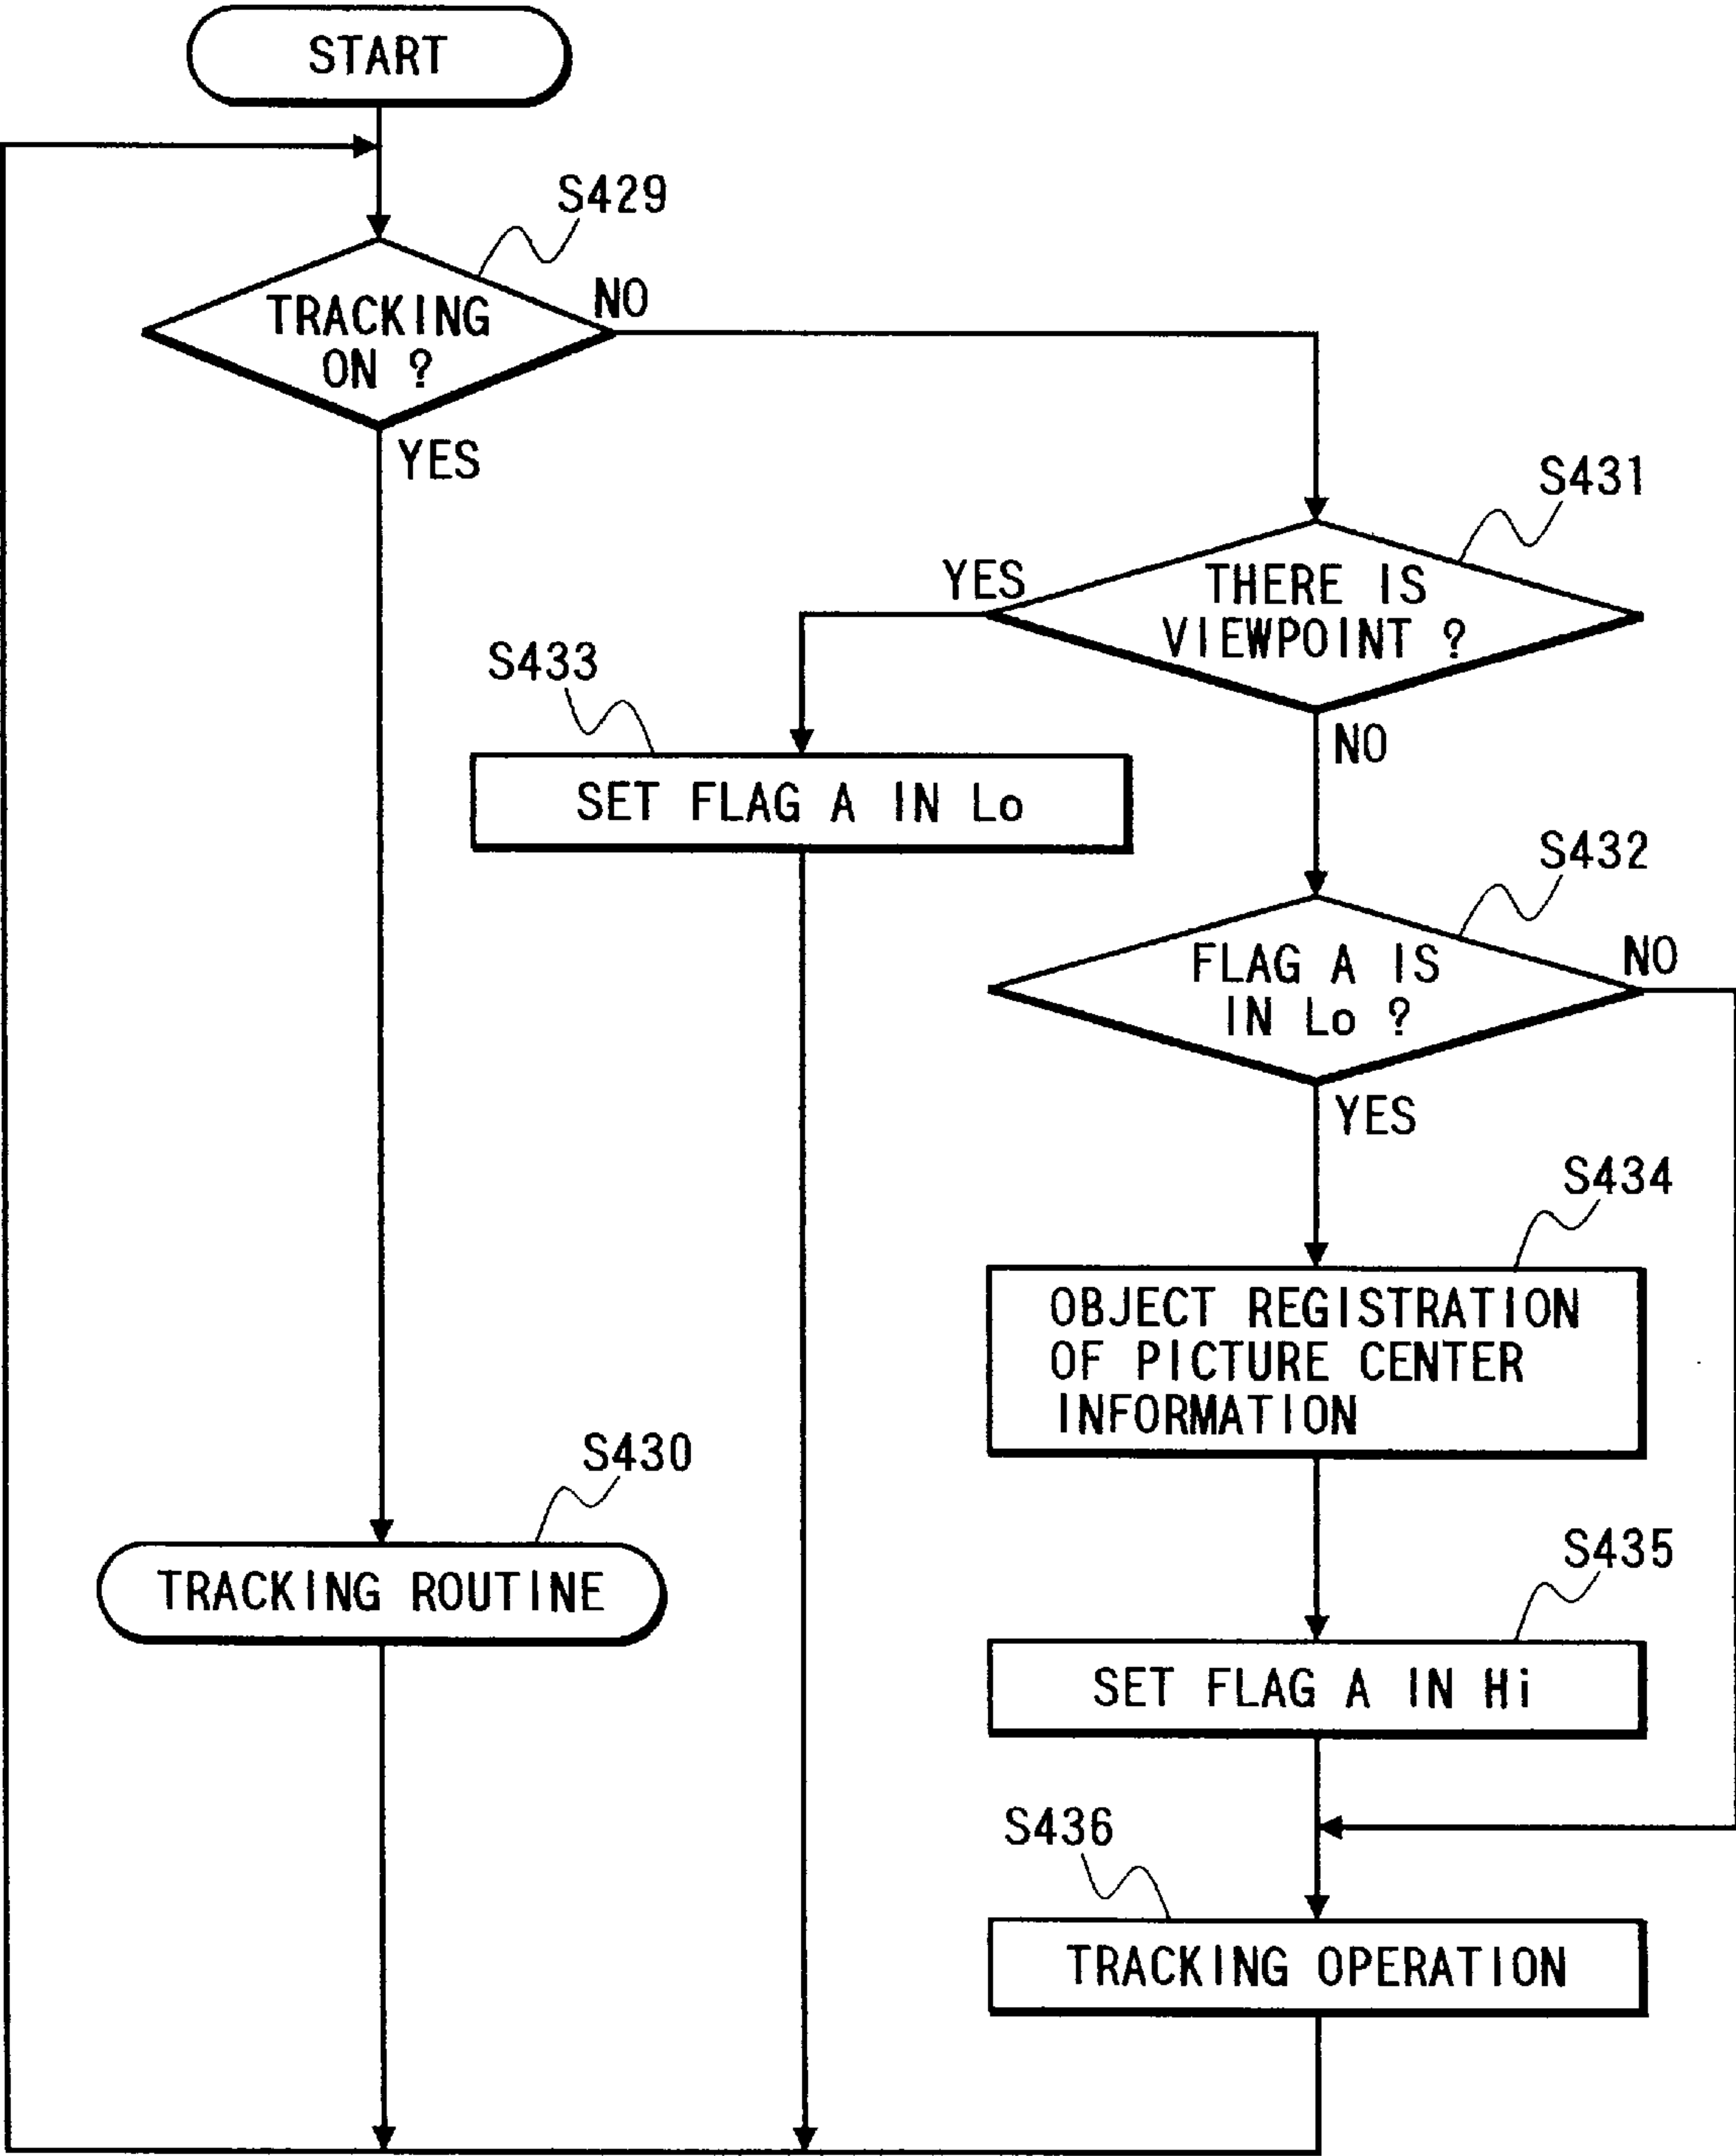 START
S429
TRACKING
ON ?
NO
YES
S431
THERE IS
VIEWPOINT ?
YES
NO
S433
SET FLAG A IN Lo
S432
FLAG A IS
IN Lo ?
NO
YES
S434
OBJECT REGISTRATION
OF PICTURE CENTER
INFORMATION
S430
TRACKING ROUTINE
S435
SET FLAG A IN Hi
S436
TRACKING OPERATION